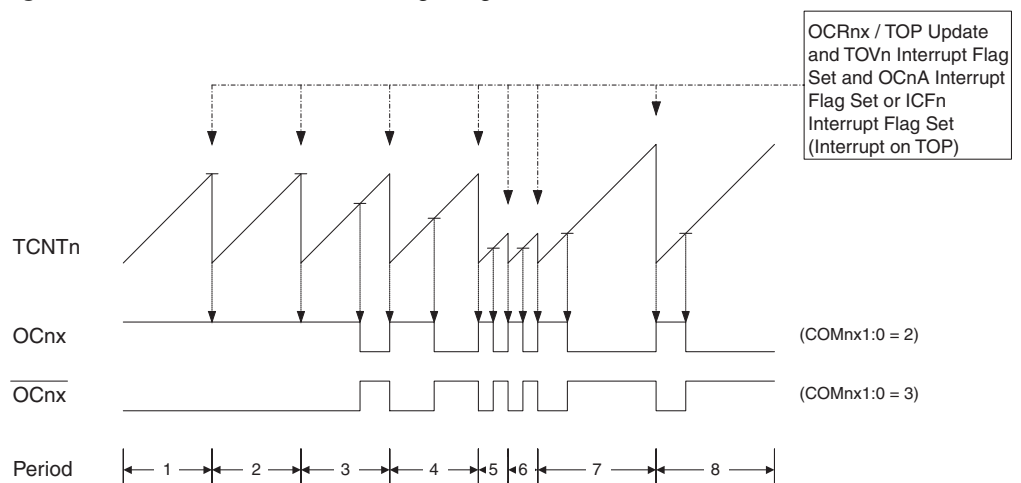 OCRnx / TOP Update
and TOVn Interrupt Flag
Set and OCnA Interrupt
Flag Set or ICFn
Interrupt Flag Set
(Interrupt on TOP)
TCNTn
OCnx (COMnx1:0 = 2)
OCnx (COMnx1:0 = 3)
Period 1 2 3 4 5 6 7 8